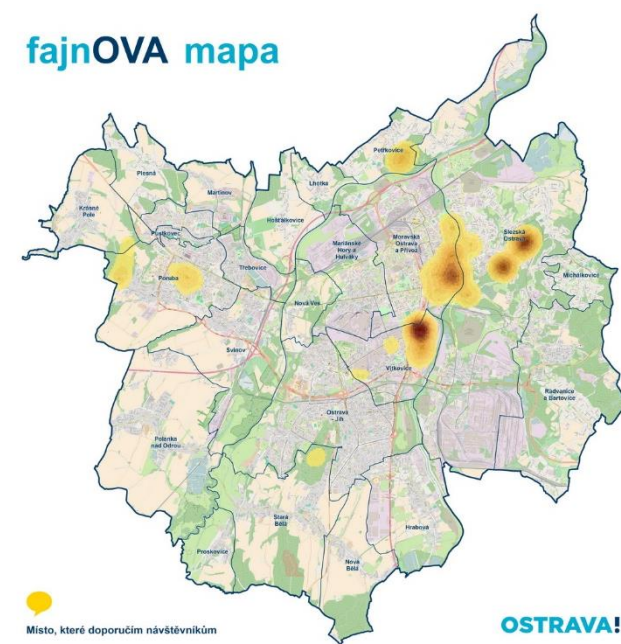 fajnOVA mapa
Petřkovice
Plesná
Lhotka
Martinov
Krásné
Pole
Hošťálkovice
Slezská
Ostrava
Moravská
Ostrava
a Přívoz
Pustkovec
Mariánské
Hory a
Hulváky
Třebovice
Michálkovice
Poruba
Nová Ves
Svinov
Vítkovice
Radvanice
a Bartovice
Ostrava
-Jih
Polanka
nad Odrou
Stará
Bělá
Hrabová
Proskovice
Nová
Bělá
Místo, které doporučím návštěvníkům
OSTRAVA!